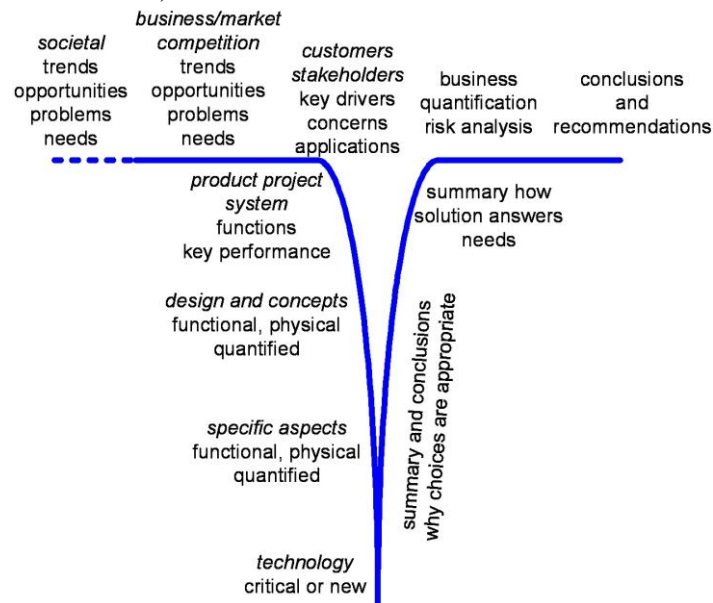 societal
trends
opportunities
problems
needs
business/market
competition
trends
opportunities
problems
needs
customers
stakeholders
key drivers
concerns
applications
business
quantification
risk analysis
conclusions
and
recommendations
product project
system
functions
key performance
summary how
solution answers
needs
design and concepts
functional, physical
quantified
specific aspects
functional, physical
quantified
summary and conclusions
why choices are appropriate
technology
critical or new